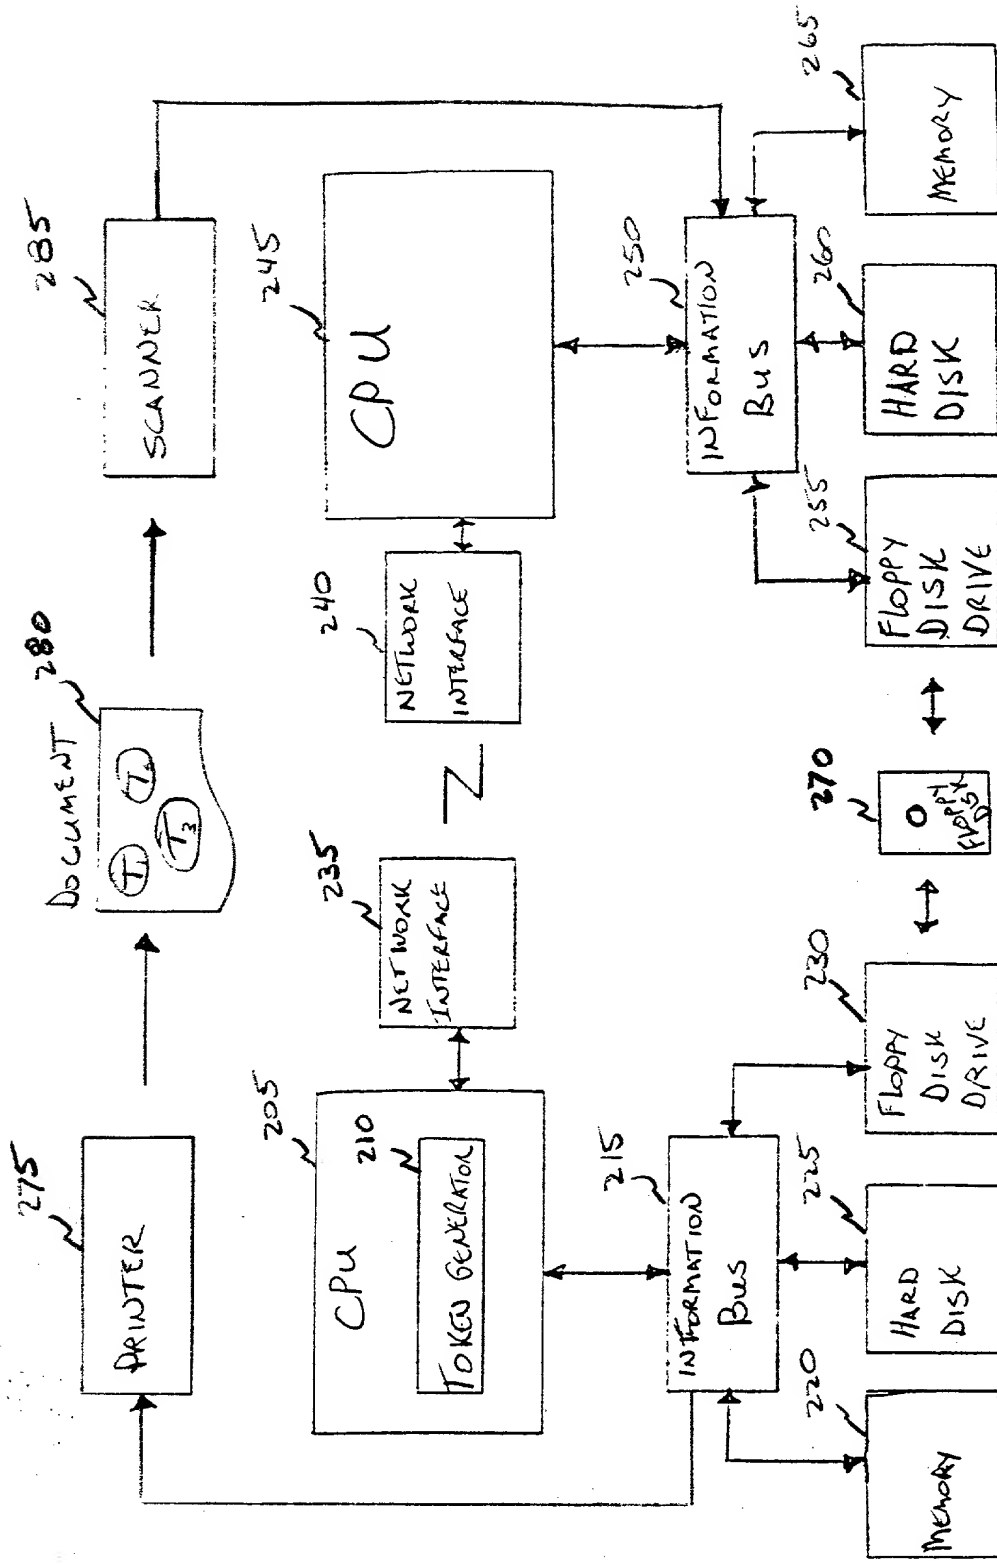 275
PRINTER
DOCUMENT
280
T1
T2
T3
285
SCANNER
205
CPU
210
TOKEN GENERATOR
235
NETWORK
INTERFACE
240
NETWORK
INTERFACE
245
CPU
215
INFORMATION
BUS
250
INFORMATION
BUS
220
MEMORY
225
HARD
DISK
230
FLOPPY
DISK
DRIVE
270
FLOPPY
DISK
255
FLOPPY
DISK
DRIVE
260
HARD
DISK
265
MEMORY